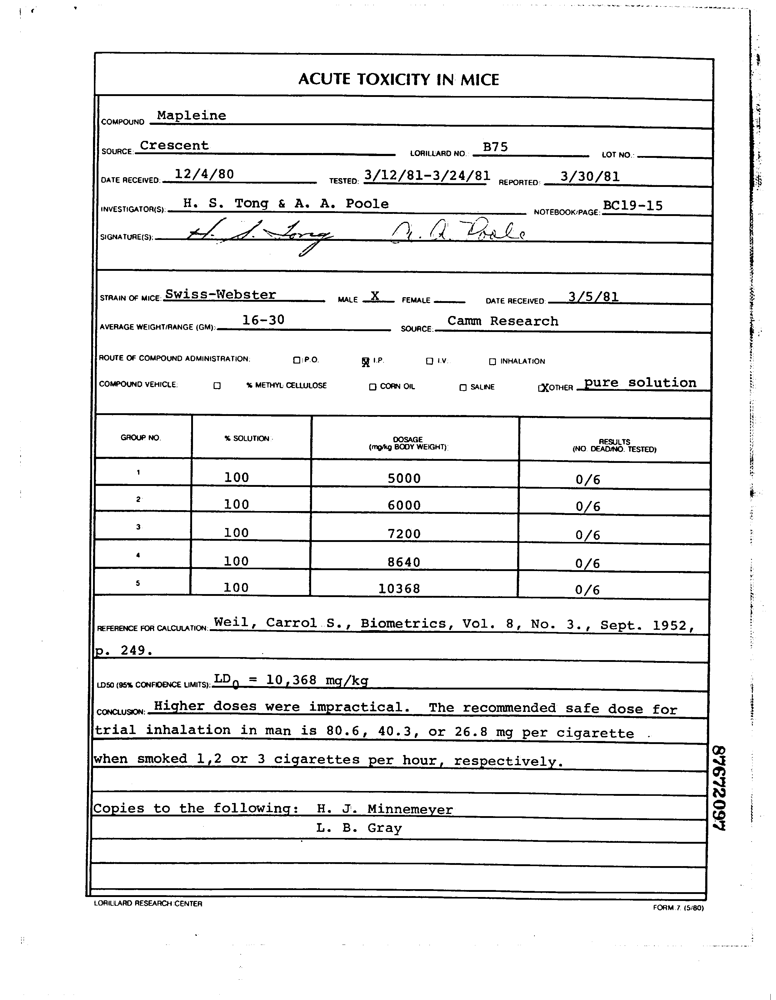 ACUTE TOXICITY IN MICE
COMPOUND Mapleine
SOURCE Crescent LORILLARD NO. B75 LOT NO.:
DATE RECEIVED: 12/4/80 TESTED: 3/12/81-3/24/81 REPORTED: 3/30/81
INVESTIGATOR(S): H. S. Tong & A. A. Poole NOTEBOOK/PAGE: BC19-15
SIGNATURE(S): H. S. Tong A. A. Poole
STRAIN OF MICE Swiss-Webster MALE X FEMALE DATE RECEIVED 3/5/81
AVERAGE WEIGHT/RANGE (GM): 16-30 SOURCE: Camm Research
ROUTE OF COMPOUND ADMINISTRATION: ☐ P.O. ☒ I.P. ☐ I.V. ☐ INHALATION
COMPOUND VEHICLE: ☐ % METHYL CELLULOSE ☐ CORN OIL ☐ SALINE ☒ OTHER pure solution
GROUP NO. % SOLUTION DOSAGE (mg/kg BODY WEIGHT) RESULTS (NO. DEAD/NO. TESTED)
1 100 5000 0/6
2 100 6000 0/6
3 100 7200 0/6
4 100 8640 0/6
5 100 10368 0/6
REFERENCE FOR CALCULATION: Weil, Carrol S., Biometrics, Vol. 8, No. 3., Sept. 1952,
p. 249.
LD50 (95% CONFIDENCE LIMITS): LD0 = 10,368 mg/kg
CONCLUSION: Higher doses were impractical. The recommended safe dose for
trial inhalation in man is 80.6, 40.3, or 26.8 mg per cigarette .
when smoked 1,2 or 3 cigarettes per hour, respectively.
Copies to the following: H. J. Minnemeyer
L. B. Gray
LORILLARD RESEARCH CENTER FORM 7 (5/80)
87672097